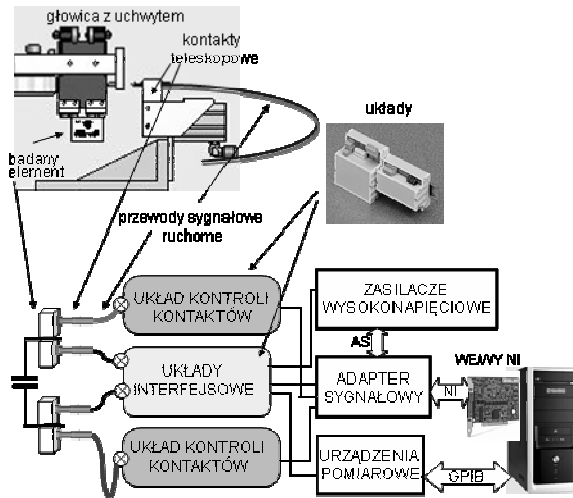 głowica z uchwytem
kontakty
teleskopowe
układy
badany
element
przewody sygnałowe
ruchome
UKŁAD KONTROLI
KONTAKTÓW
ZASILACZE
WYSOKONAPIĘCIOWE
AS
WE/WY NI
UKŁADY
INTERFEJSOWE
ADAPTER
SYGNAŁOWY
NI
UKŁAD KONTROLI
KONTAKTÓW
URZĄDZENIA
POMIAROWE
GPIB